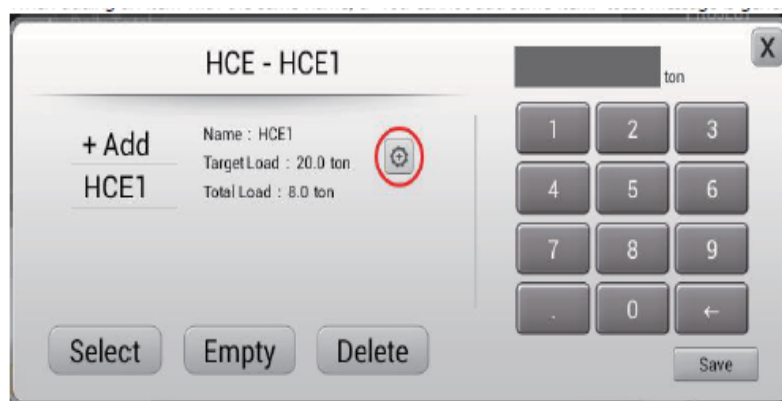 HCE - HCE1
X
ton
+ Add
HCE1
Name : HCE1
Target Load : 20.0 ton
Total Load : 8.0 ton
1 2 3
4 5 6
7 8 9
. 0 ←
Select Empty Delete
Save